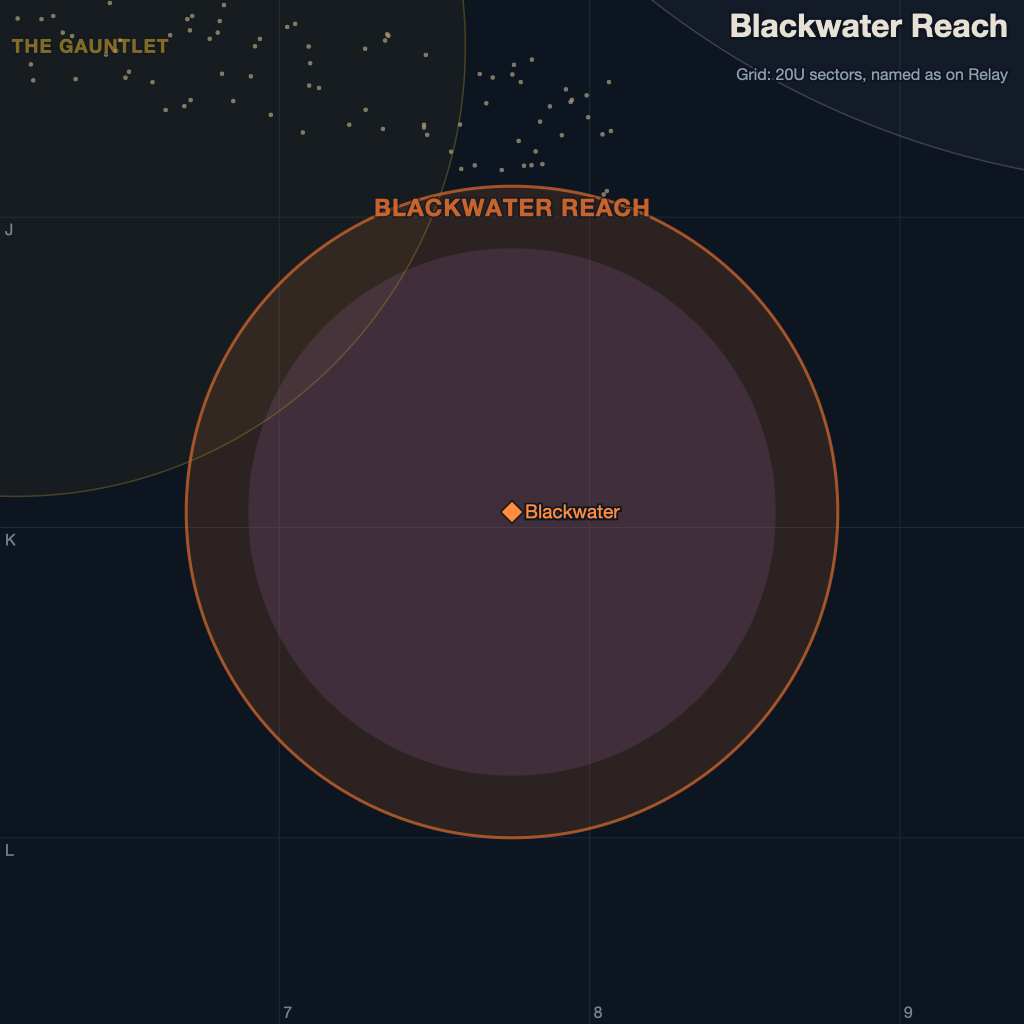 Blackwater Reach
Grid: 20U sectors, named as on Relay
THE GAUNTLET
BLACKWATER REACH
J
Blackwater
K
L
7
8
9